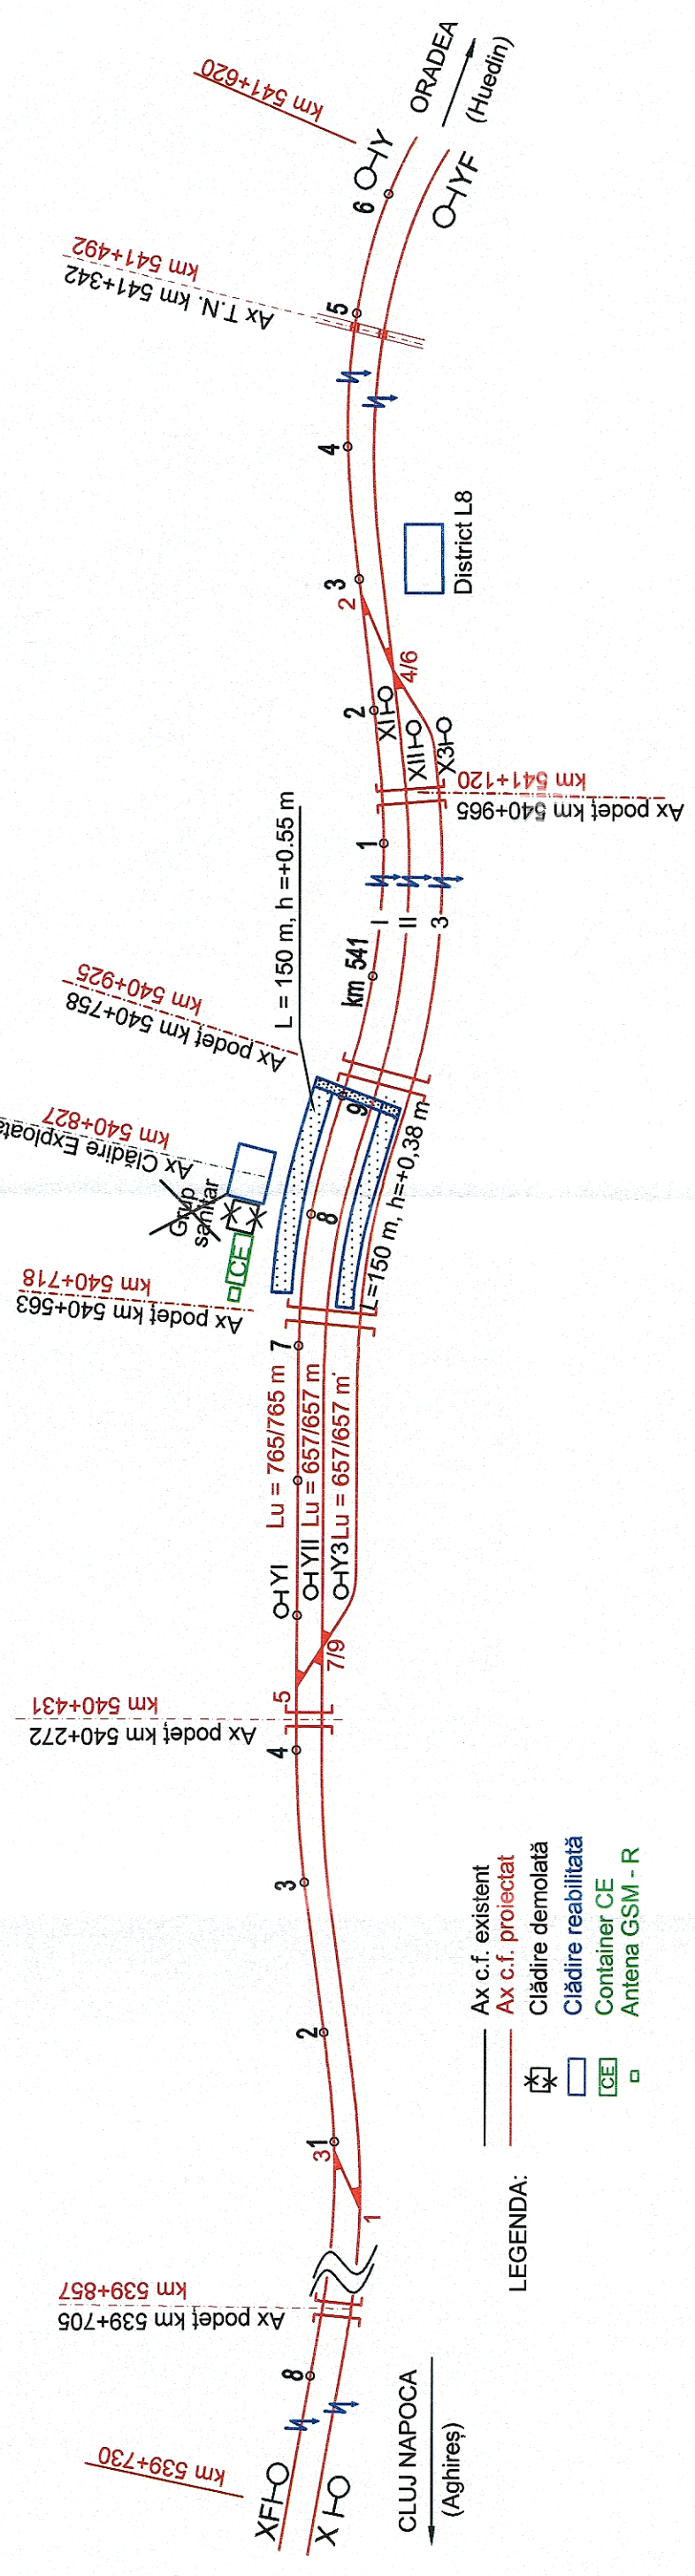 ORADEA
(Huedin)
km 541+620
Y
6
YF
km 541+492
Ax T.N. km 541+342
5
4
District L8
3
2
4/6
2
XI
XII
X3
km 541+120
Ax podeț km 540+965
1
L = 150 m, h =+0.55 m
I
II
3
km 541
km 540+925
Ax podeț km 540+758
9
km 540+827
Ax Clădire
L=150 m, h=+0,38 m
Grup
sanitar
8
CE
km 540+718
Ax podeț km 540+563
7
Lu = 765/765 m
Lu = 657/657 m
Lu = 657/657 m
YI
YII
Y3
7/9
5
km 540+431
Ax podeț km 540+272
4
3
2
1
3
1
km 539+857
Ax podeț km 539+705
8
km 539+730
XFI
X
CLUJ NAPOCA
(Aghireș)
LEGENDA:
Ax c.f. existent
Ax c.f. proiectat
Clădire demolată
Clădire reabilitată
CE Container CE
Antena GSM - R